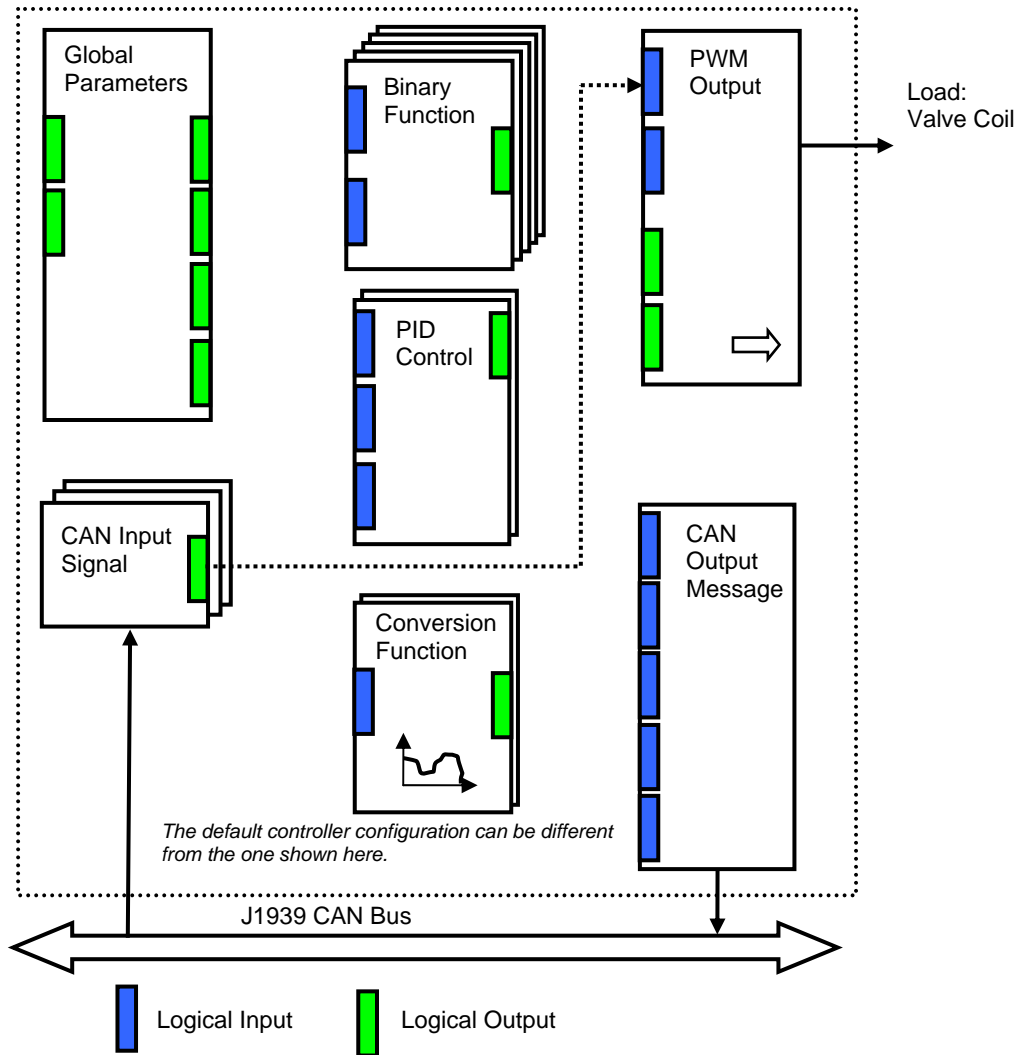 Global
Parameters
Binary
Function
PWM
Output
Load:
Valve Coil
PID
Control
CAN Input
Signal
CAN
Output
Message
Conversion
Function
The default controller configuration can be different
from the one shown here.
J1939 CAN Bus
Logical Input
Logical Output